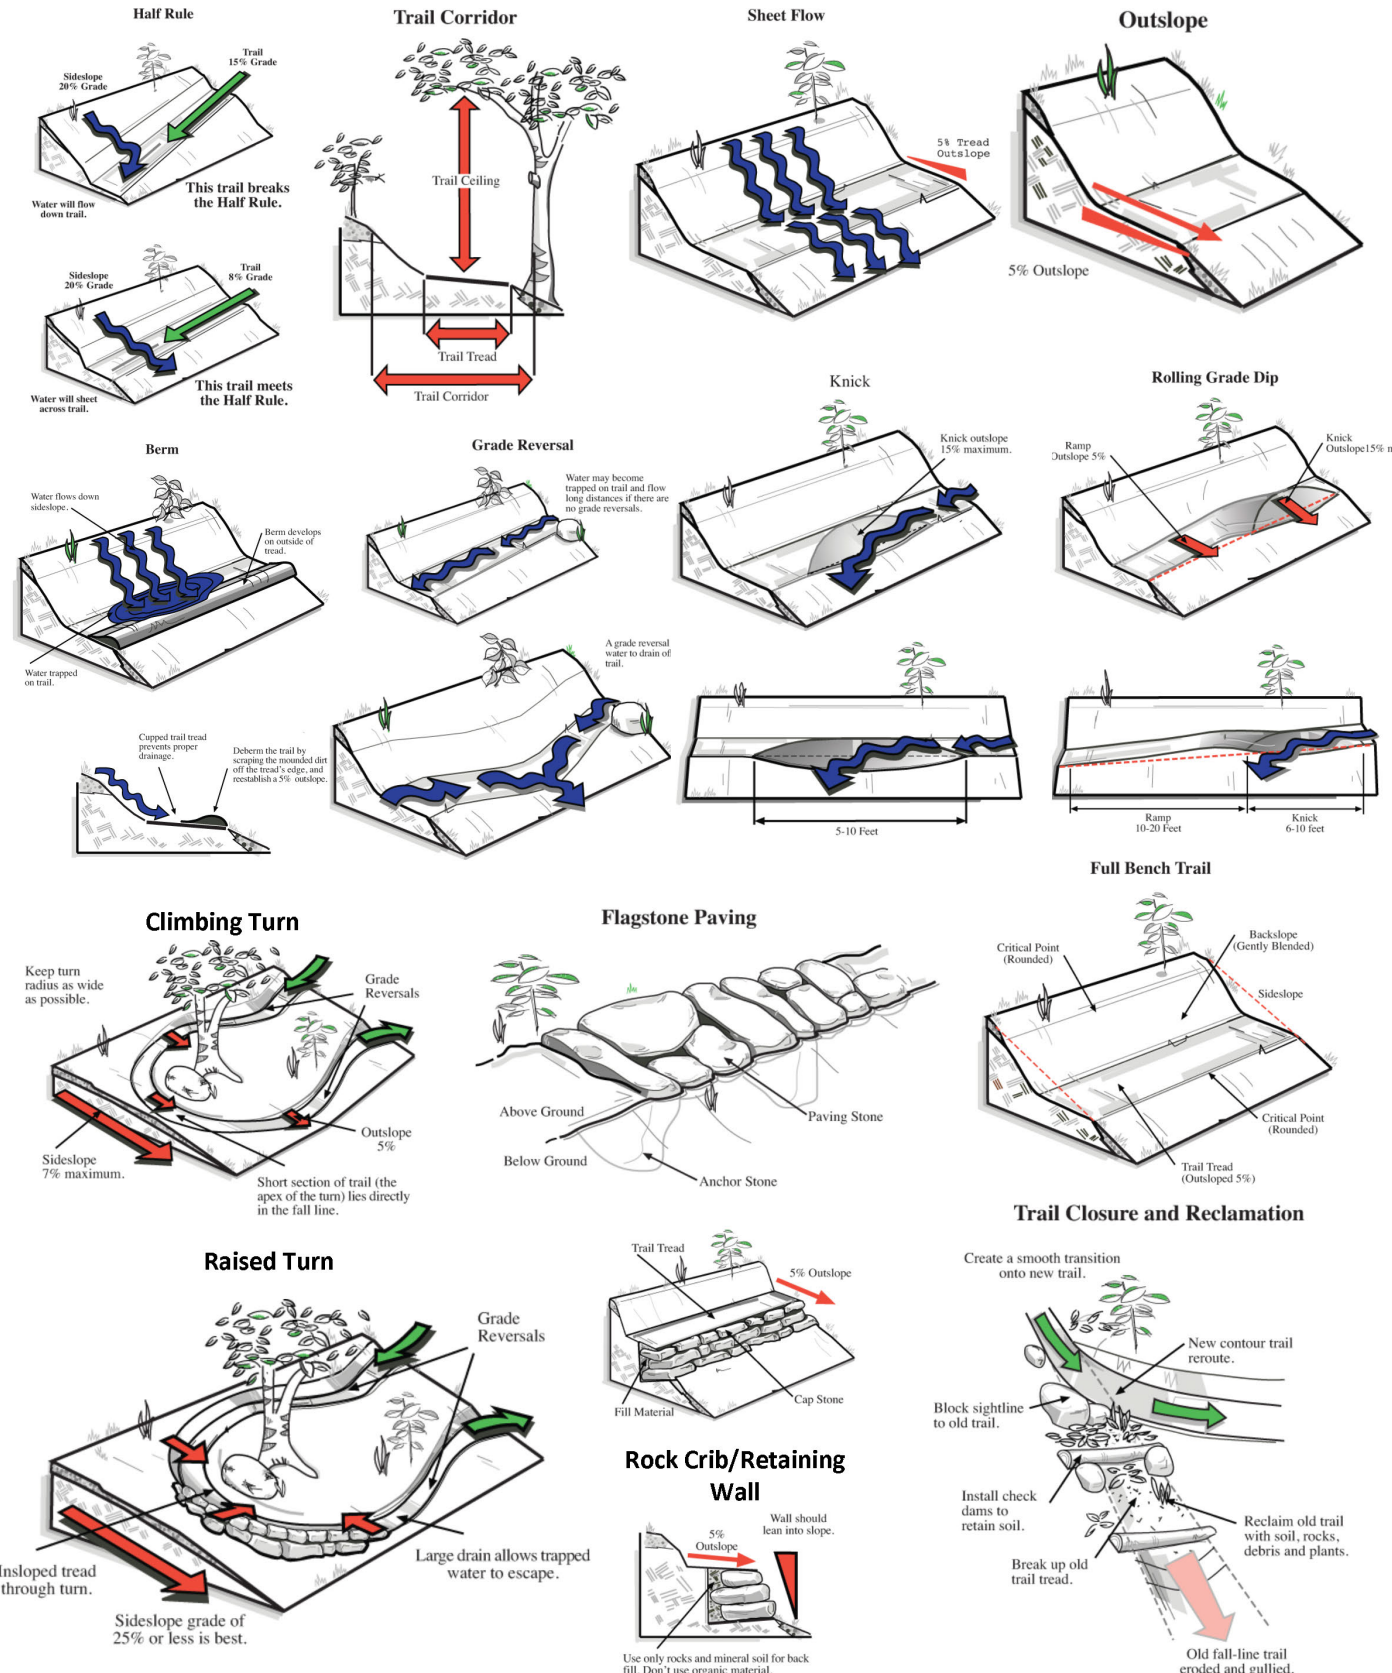 Half Rule
Trail
15% Grade
Sideslope
20% Grade
This trail breaks
the Half Rule.
Water will flow
down trail.
Trail
8% Grade
Sideslope
20% Grade
This trail meets
the Half Rule.
Water will sheet
across trail.
Trail Corridor
Trail Ceiling
Trail Tread
Trail Corridor
Sheet Flow
5% Tread
Outslope
Outslope
5% Outslope
Berm
Water flows down
sideslope.
Berm develops
on outside of
tread.
Water trapped
on trail.
Cupped trail tread
prevents proper
drainage.
Deberm the trail by
scraping the mounded dirt
off the tread's edge, and
reestablish a 5% outslope.
Grade Reversal
Water may become
trapped on trail and flow
long distances if there are
no grade reversals.
A grade reversal
water to drain of
trail.
Knick
Knick outslope
15% maximum.
5-10 Feet
Rolling Grade Dip
Ramp
Outslope 5%
Knick
Outslope15% m
Ramp
10-20 Feet
Knick
6-10 feet
Climbing Turn
Keep turn
radius as wide
as possible.
Grade
Reversals
Outslope
5%
Sideslope
7% maximum.
Short section of trail (the
apex of the turn) lies directly
in the fall line.
Flagstone Paving
Above Ground
Below Ground
Paving Stone
Anchor Stone
Full Bench Trail
Critical Point
(Rounded)
Backslope
(Gently Blended)
Sideslope
Critical Point
(Rounded)
Trail Tread
(Outsloped 5%)
Raised Turn
Grade
Reversals
Insloped tread
through turn.
Large drain allows trapped
water to escape.
Sideslope grade of
25% or less is best.
Trail Tread
5% Outslope
Fill Material
Cap Stone
Rock Crib/Retaining
Wall
5%
Outslope
Wall should
lean into slope.
Use only rocks and mineral soil for back
fill. Don't use organic material.
Trail Closure and Reclamation
Create a smooth transition
onto new trail.
New contour trail
reroute.
Block sightline
to old trail.
Install check
dams to
retain soil.
Reclaim old trail
with soil, rocks,
debris and plants.
Break up old
trail tread.
Old fall-line trail
eroded and gullied.